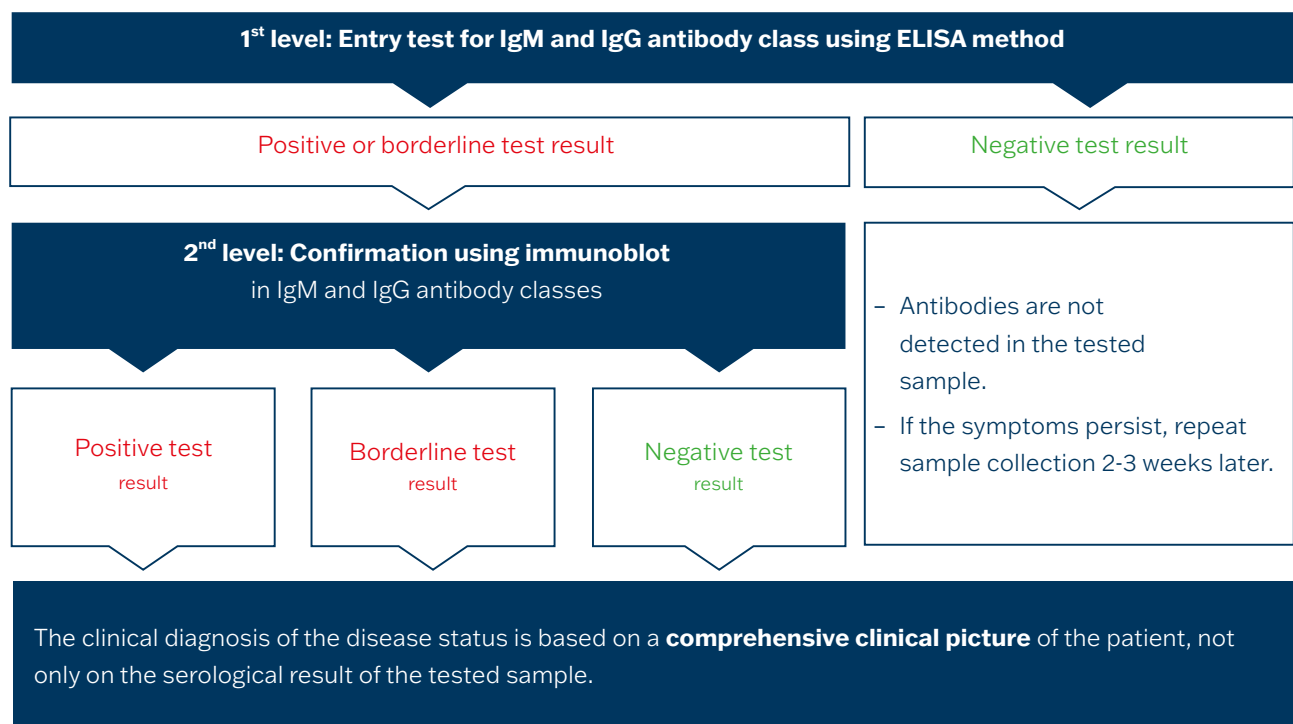 1st level: Entry test for IgM and IgG antibody class using ELISA method
Positive or borderline test result
Negative test result
2nd level: Confirmation using immunoblot
in IgM and IgG antibody classes
– Antibodies are not
detected in the tested
sample.
– If the symptoms persist, repeat
sample collection 2-3 weeks later.
Positive test
result
Borderline test
result
Negative test
result
The clinical diagnosis of the disease status is based on a comprehensive clinical picture of the patient, not
only on the serological result of the tested sample.